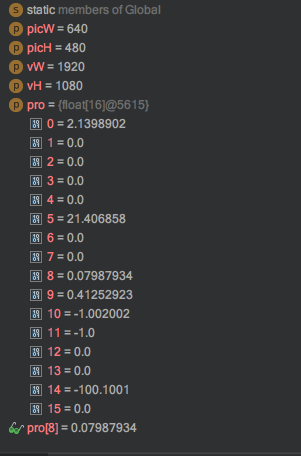 s static members of Global
p picW = 640
p picH = 480
p vW = 1920
p vH = 1080
p pro = {float[16]@5615}
0 = 2.1398902
1 = 0.0
2 = 0.0
3 = 0.0
4 = 0.0
5 = 21.406858
6 = 0.0
7 = 0.0
8 = 0.07987934
9 = 0.41252923
10 = -1.002002
11 = -1.0
12 = 0.0
13 = 0.0
14 = -100.1001
15 = 0.0
pro[8] = 0.07987934